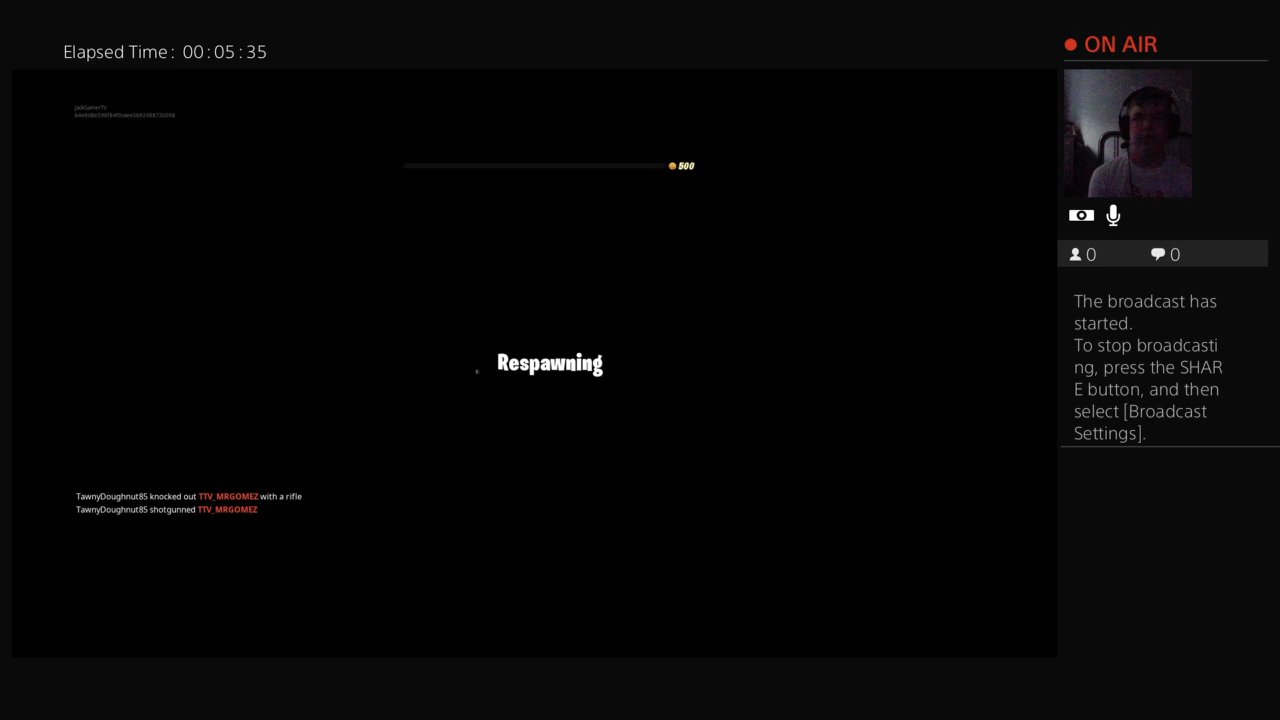 Elapsed Time: 00:05:35
ON AIR
JackGamerTV
500
0
0
The broadcast has
started.
To stop broadcasti
ng, press the SHAR
E button, and then
select [Broadcast
Settings].
Respawning
TawnyDoughnut85 knocked out TTV_MRGOMEZ with a rifle
TawnyDoughnut85 shotgunned TTV_MRGOMEZ